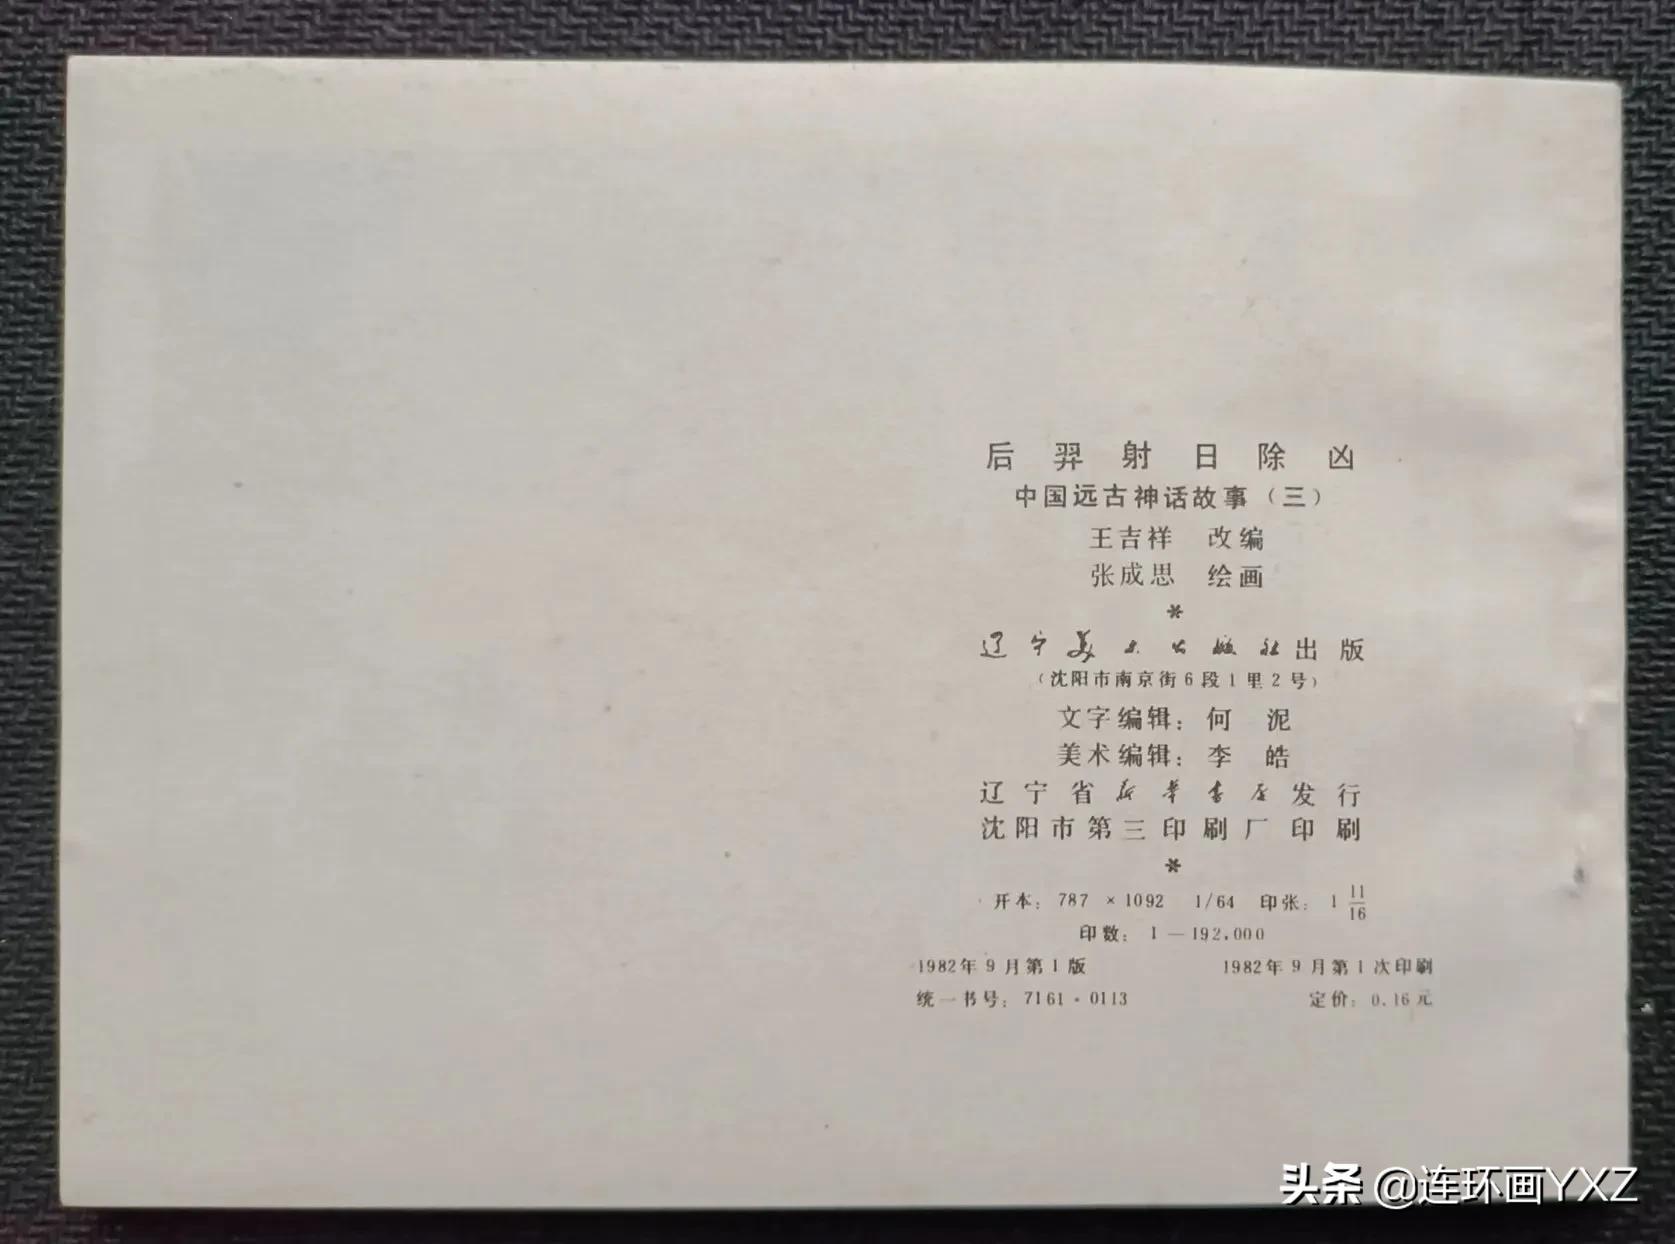 后羿射日除凶
中国远古神话故事（三）
王吉祥 改编
张成思 绘画
*
辽宁美术出版社出版
（沈阳市南京街6段1里2号）
文字编辑：何 泥
美术编辑：李 皓
辽宁省新华书店发行
沈阳市第三印刷厂印刷
*
开本：787×1092 1/64 印张：1 11/16
印数：1—192,000
1982年9月第1版 1982年9月第1次印刷
统一书号：7161·0113 定价：0.16元
头条 @连环画YXZ